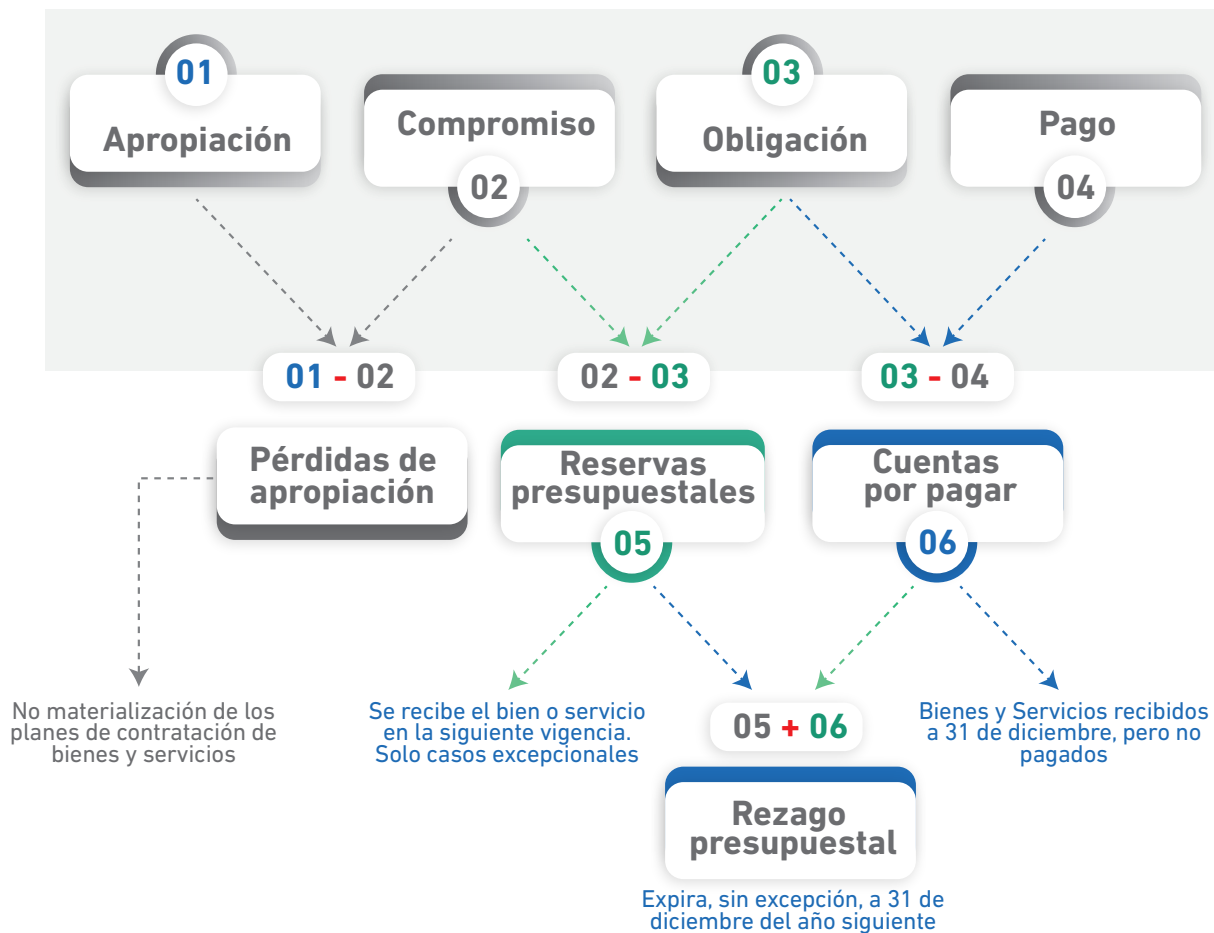 01
Apropiación
Compromiso
02
03
Obligación
Pago
04
01 - 02
02 - 03
03 - 04
Pérdidas de
apropiación
Reservas
presupuestales
05
Cuentas
por pagar
06
No materialización de los
planes de contratación de
bienes y servicios
Se recibe el bien o servicio
en la siguiente vigencia.
Solo casos excepcionales
05 + 06
Bienes y Servicios recibidos
a 31 de diciembre, pero no
pagados
Rezago
presupuestal
Expira, sin excepción, a 31 de
diciembre del año siguiente